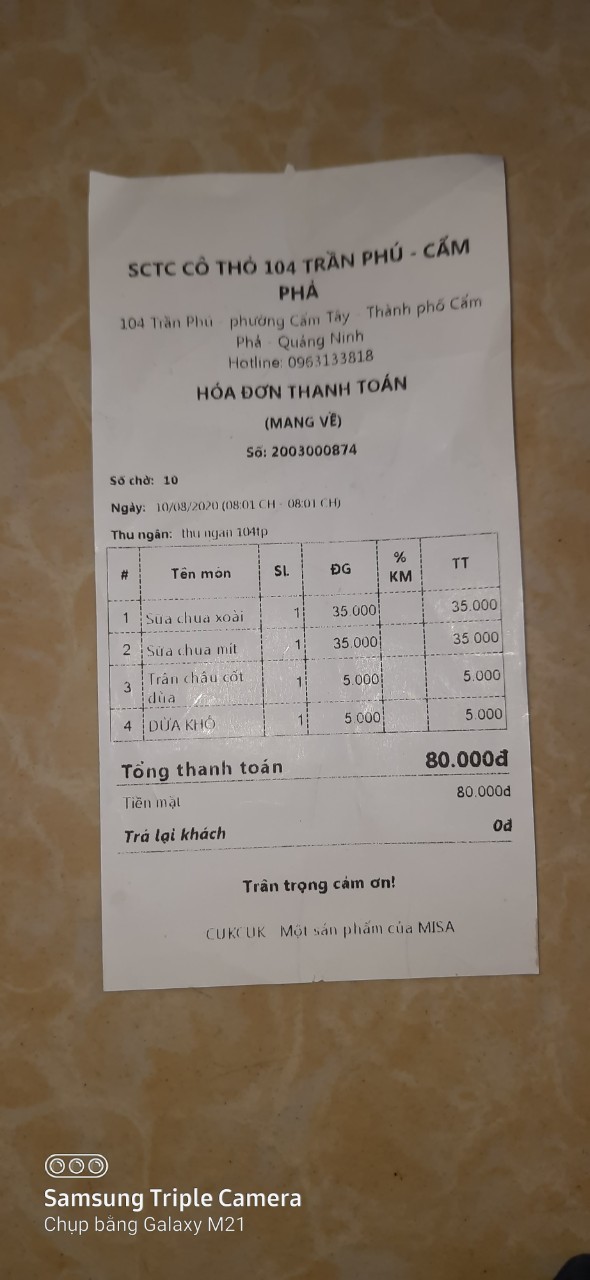 SCTC CÔ THỎ 104 TRẦN PHÚ - CẨM
PHẢ
104 Trần Phú - phường Cẩm Tây - Thành phố Cẩm
Phả - Quảng Ninh
Hotline: 0963133818
HÓA ĐƠN THANH TOÁN
(MANG VỀ)
Số: 2003000874
Số chờ: 10
Ngày: 10/08/2020 (08:01 CH - 08:01 CH)
Thu ngân: thu ngan 104tp
# Tên món SL ĐG % KM TT
1 Sữa chua xoài 1 35.000 35.000
2 Sữa chua mít 1 35.000 35.000
3 Trân châu cốt dừa 1 5.000 5.000
4 DỪA KHÔ 1 5.000 5.000
Tổng thanh toán 80.000đ
Tiền mặt 80.000đ
Trả lại khách 0đ
Trân trọng cảm ơn!
CUKCUK - Một sản phẩm của MISA
Samsung Triple Camera
Chụp bằng Galaxy M21